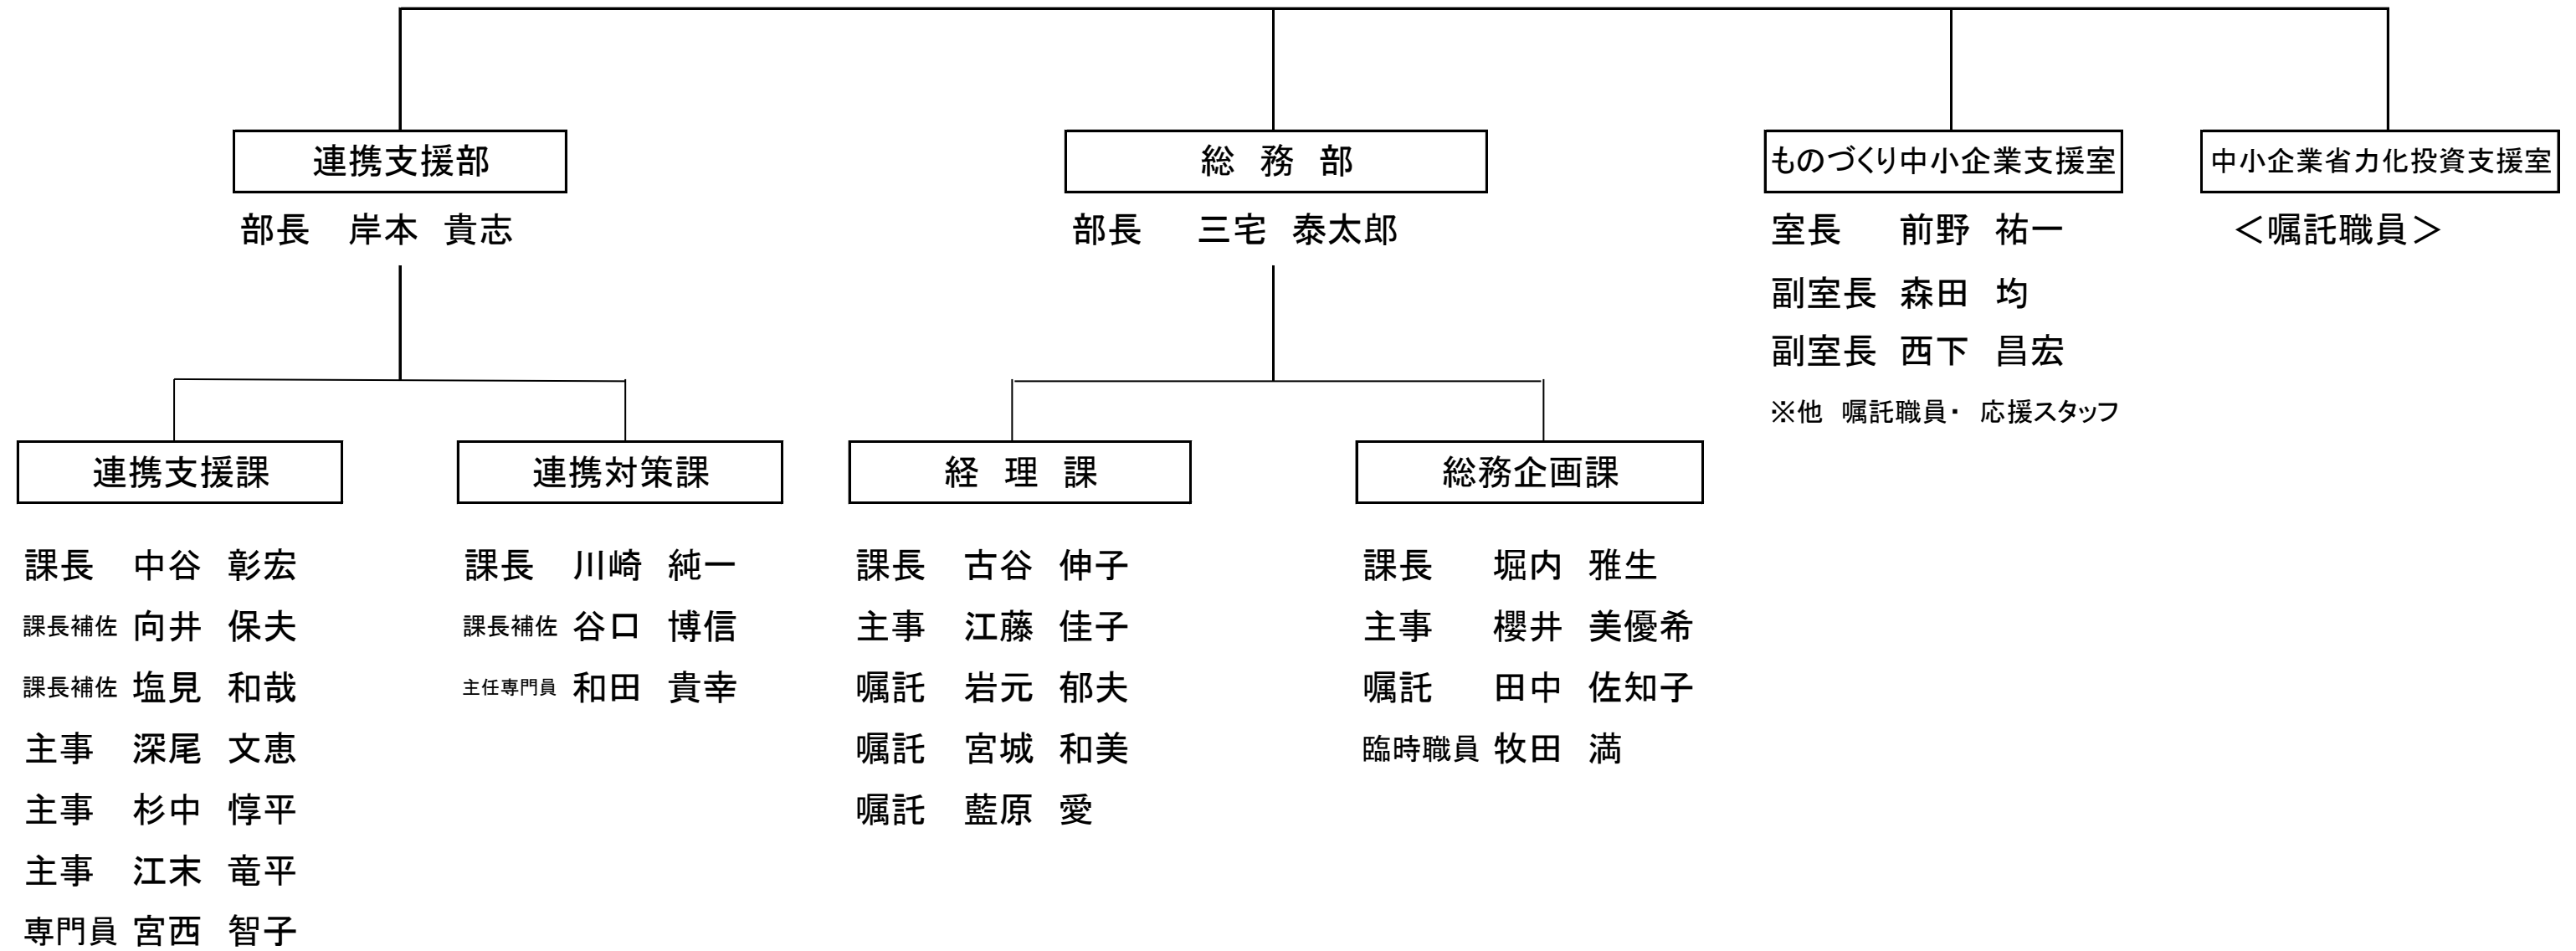 連携支援部
部長 岸本 貴志
総 務 部
部長 三宅 泰太郎
ものづくり中小企業支援室
室長 前野 祐一
副室長 森田 均
副室長 西下 昌宏
※他 嘱託職員・ 応援スタッフ
中小企業省力化投資支援室
＜嘱託職員＞
連携支援課
課長 中谷 彰宏
課長補佐 向井 保夫
課長補佐 塩見 和哉
主事 深尾 文恵
主事 杉中 惇平
主事 江末 竜平
専門員 宮西 智子
連携対策課
課長 川崎 純一
課長補佐 谷口 博信
主任専門員 和田 貴幸
経 理 課
課長 古谷 伸子
主事 江藤 佳子
嘱託 岩元 郁夫
嘱託 宮城 和美
嘱託 藍原 愛
総務企画課
課長 堀内 雅生
主事 櫻井 美優希
嘱託 田中 佐知子
臨時職員 牧田 満